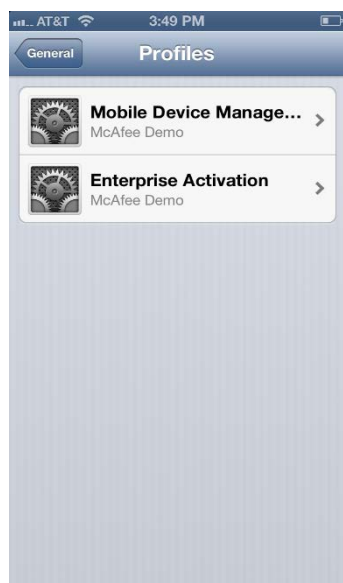 AT&T 3:49 PM
General Profiles
Mobile Device Manage...
McAfee Demo
Enterprise Activation
McAfee Demo